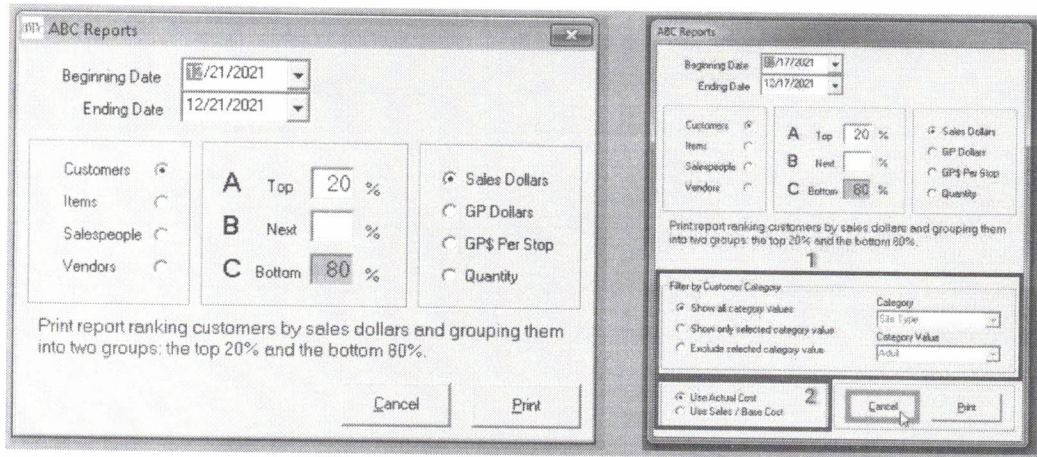 ABC Reports
Beginning Date /21/2021
Ending Date 12/21/2021
Customers
Items
Salespeople
Vendors
A Top 20 %
B Next %
C Bottom 80 %
Sales Dollars
GP Dollars
GP$ Per Stop
Quantity
Print report ranking customers by sales dollars and grouping them
into two groups: the top 20% and the bottom 80%.
Cancel Print
ABC Reports
Beginning Date /17/2021
Ending Date 12/17/2021
Customers
Items
Salespeople
Vendors
A Top 20 %
B Next %
C Bottom 80 %
Sales Dollars
GP Dollars
GP$ Per Stop
Quantity
Print report ranking customers by sales dollars and grouping them
into two groups: the top 20% and the bottom 80%.
1
Filter by Customer Category
Show all category values
Show only selected category value
Exclude selected category value
Category
Site Type
Category Value
Adult
Use Actual Cost
Use Sales / Base Cost
2
Cancel Print